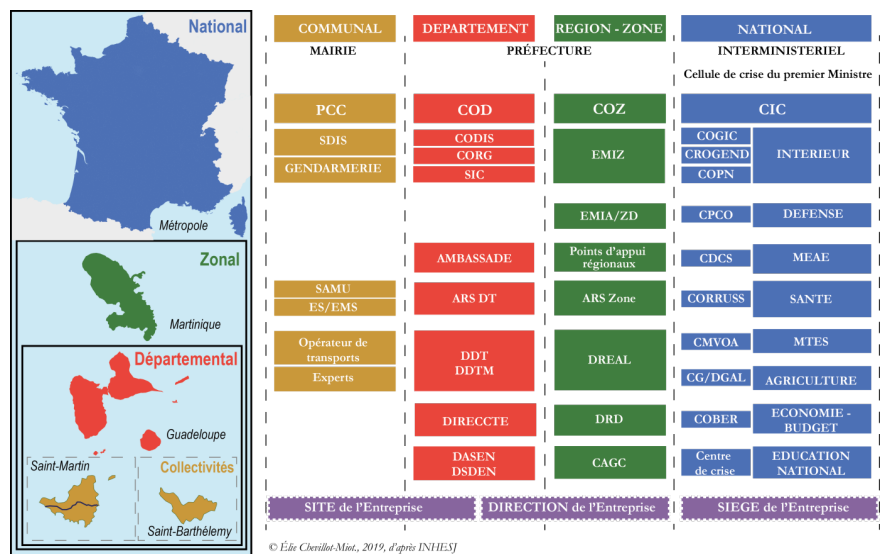 National
Métropole
Zonal
Martinique
Départemental
Guadeloupe
Saint-Martin
Collectivités
Saint-Barthélemy
COMMUNAL
DEPARTEMENT
REGION - ZONE
NATIONAL
MAIRIE
PRÉFECTURE
INTERMINISTERIEL
Cellule de crise du premier Ministre
PCC
COD
COZ
CIC
SDIS
GENDARMERIE
CODIS
CORG
SIC
EMIZ
COGIC
CROGEND
COPN
INTERIEUR
EMIA/ZD
CPCO
DEFENSE
AMBASSADE
Points d'appui
régionaux
CDCS
MEAE
SAMU
ES/EMS
ARS DT
ARS Zone
CORRUSS
SANTE
Opérateur de
transports
Experts
DDT
DDTM
DREAL
CMVOA
MTES
CG/DGAL
AGRICULTURE
DIRECCTE
DRD
COBER
ECONOMIE -
BUDGET
DASEN
DSDEN
CAGC
Centre
de crise
EDUCATION
NATIONAL
SITE de l'Entreprise
DIRECTION de l'Entreprise
SIEGE de l'Entreprise
© Élie Chevillot-Miot., 2019, d'après INHESJ